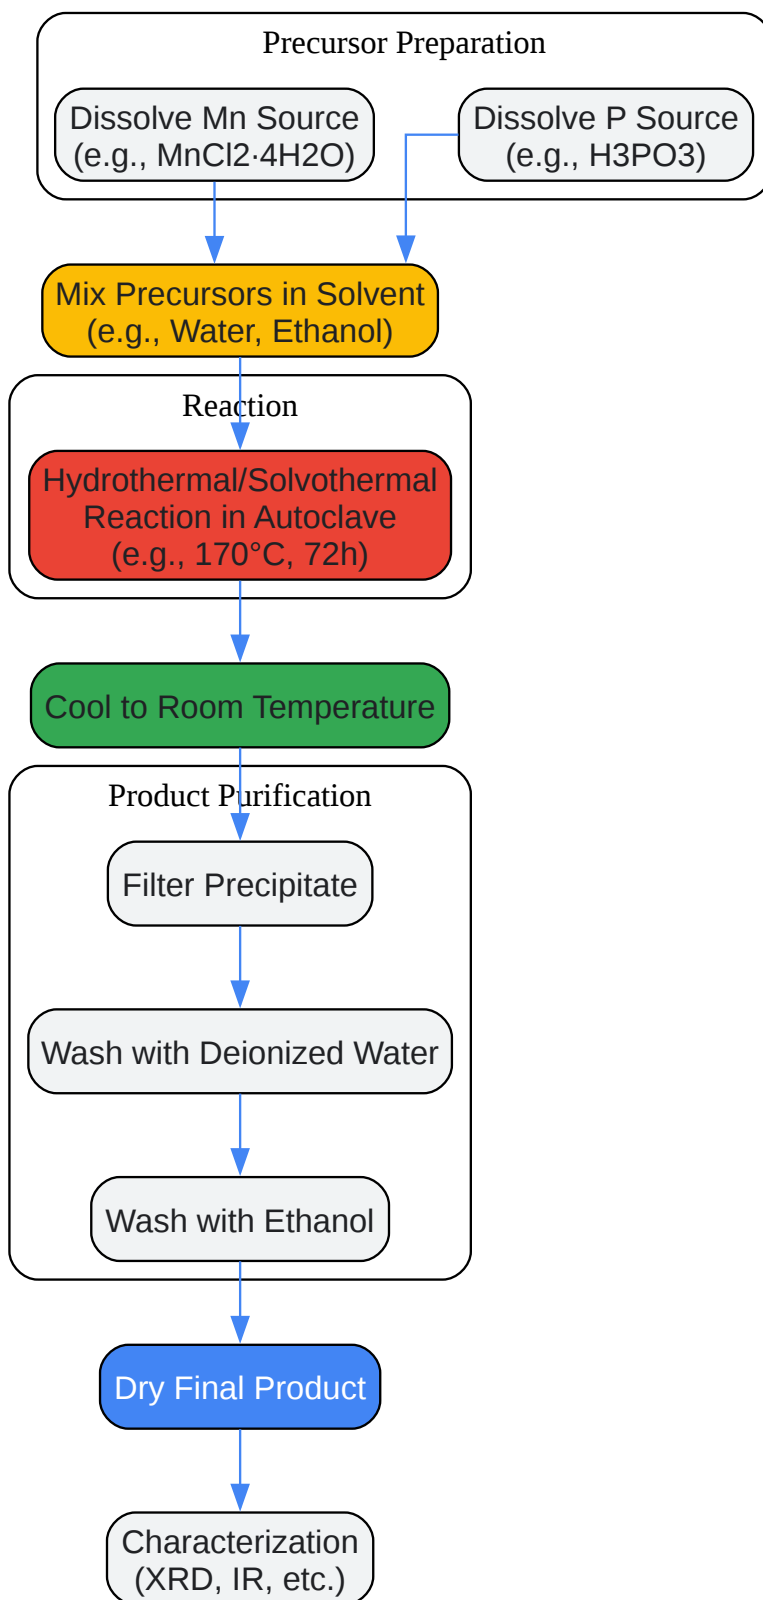 Precursor Preparation
Dissolve Mn Source
(e.g., MnCl2·4H2O)
Dissolve P Source
(e.g., H3PO3)
Mix Precursors in Solvent
(e.g., Water, Ethanol)
Reaction
Hydrothermal/Solvothermal
Reaction in Autoclave
(e.g., 170°C, 72h)
Cool to Room Temperature
Product Purification
Filter Precipitate
Wash with Deionized Water
Wash with Ethanol
Dry Final Product
Characterization
(XRD, IR, etc.)